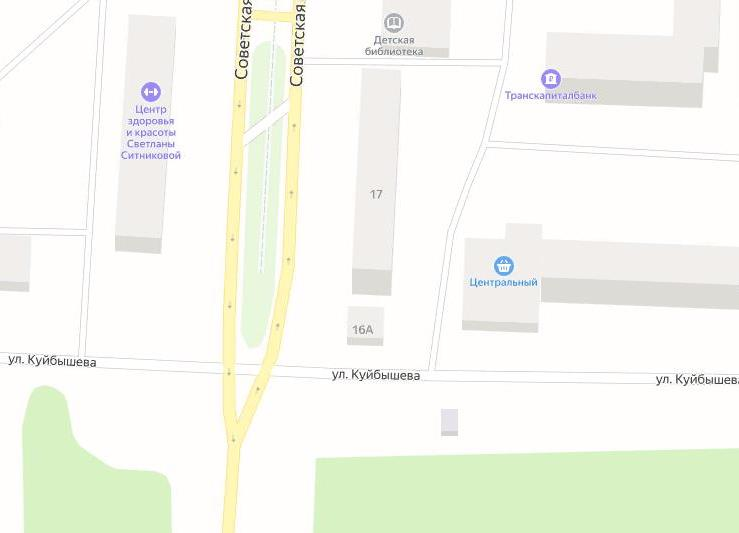 Советская
Советская
Детская
библиотека
Транскапиталбанк
Центр
здоровья
и красоты
Светланы
Ситниковой
17
Центральный
16А
ул. Куйбышева
ул. Куйбышева
ул. Куйбышева